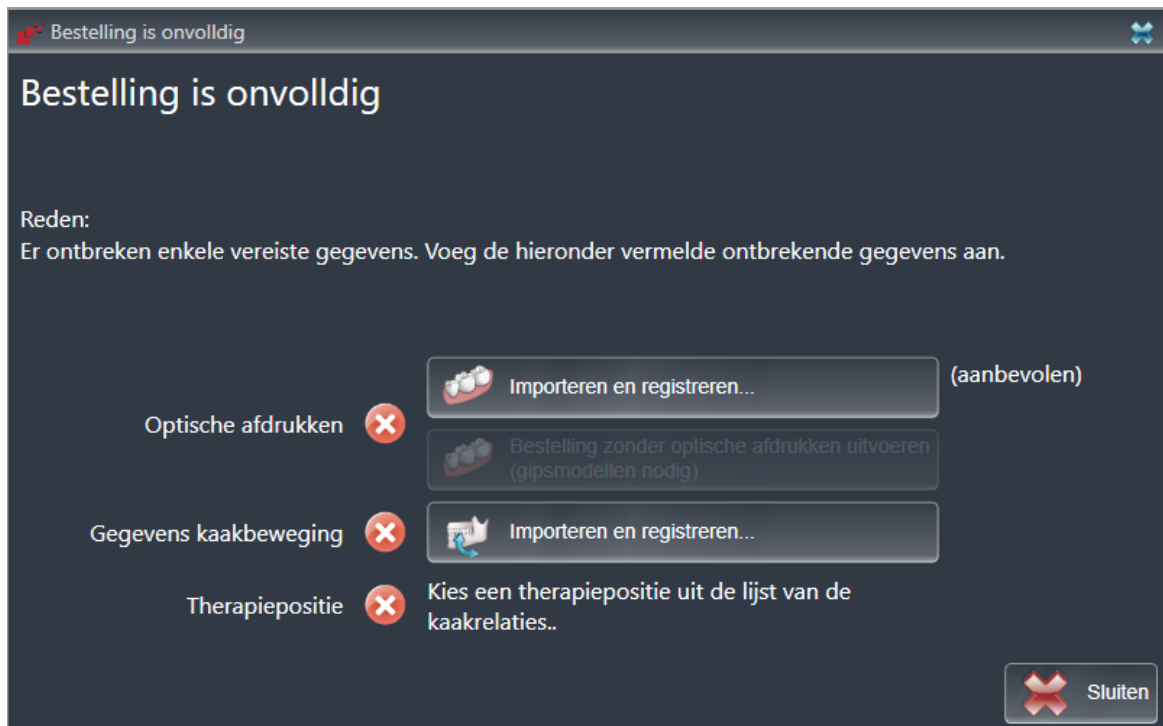 Bestelling is onvolldig
Bestelling is onvolldig
Reden:
Er ontbreken enkele vereiste gegevens. Voeg de hieronder vermelde ontbrekende gegevens aan.
Optische afdrukken
Importeren en registreren...
(aanbevolen)
Bestelling zonder optische afdrukken uitvoeren
(gipsmodellen nodig)
Gegevens kaakbeweging
Importeren en registreren...
Therapiepositie
Kies een therapiepositie uit de lijst van de
kaakrelaties..
Sluiten